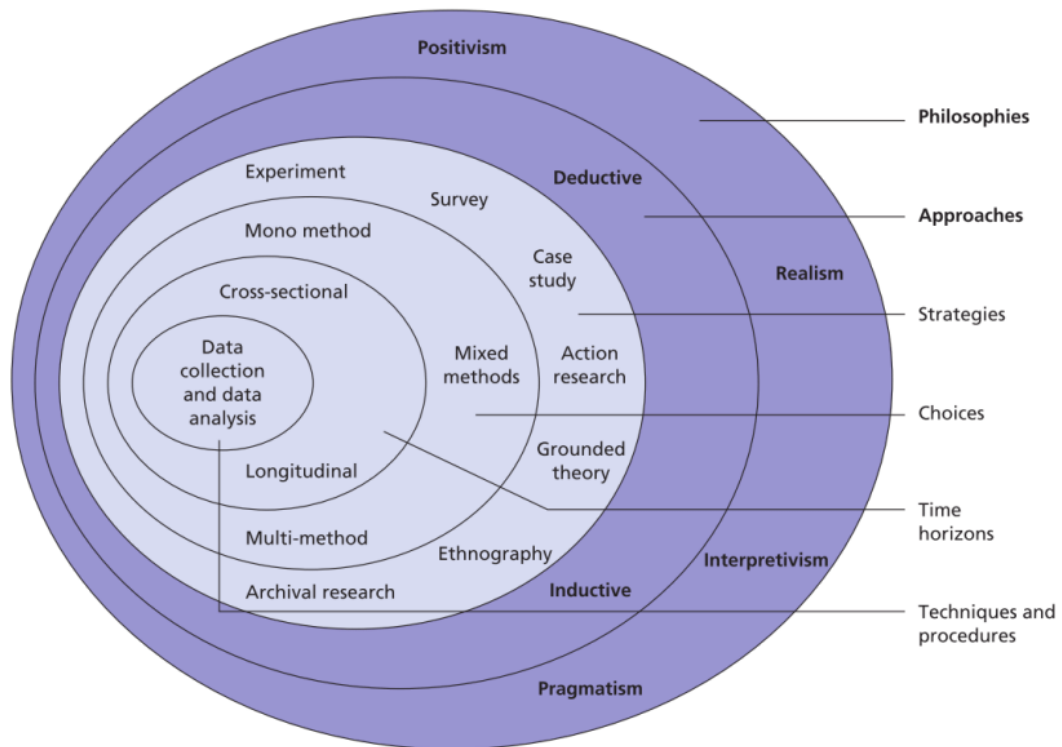 Positivism
Philosophies
Experiment
Deductive
Survey
Approaches
Mono method
Case
study
Realism
Cross-sectional
Strategies
Data
collection
and data
analysis
Mixed
methods
Action
research
Choices
Grounded
theory
Longitudinal
Time
horizons
Multi-method
Ethnography
Interpretivism
Archival research
Inductive
Techniques and
procedures
Pragmatism